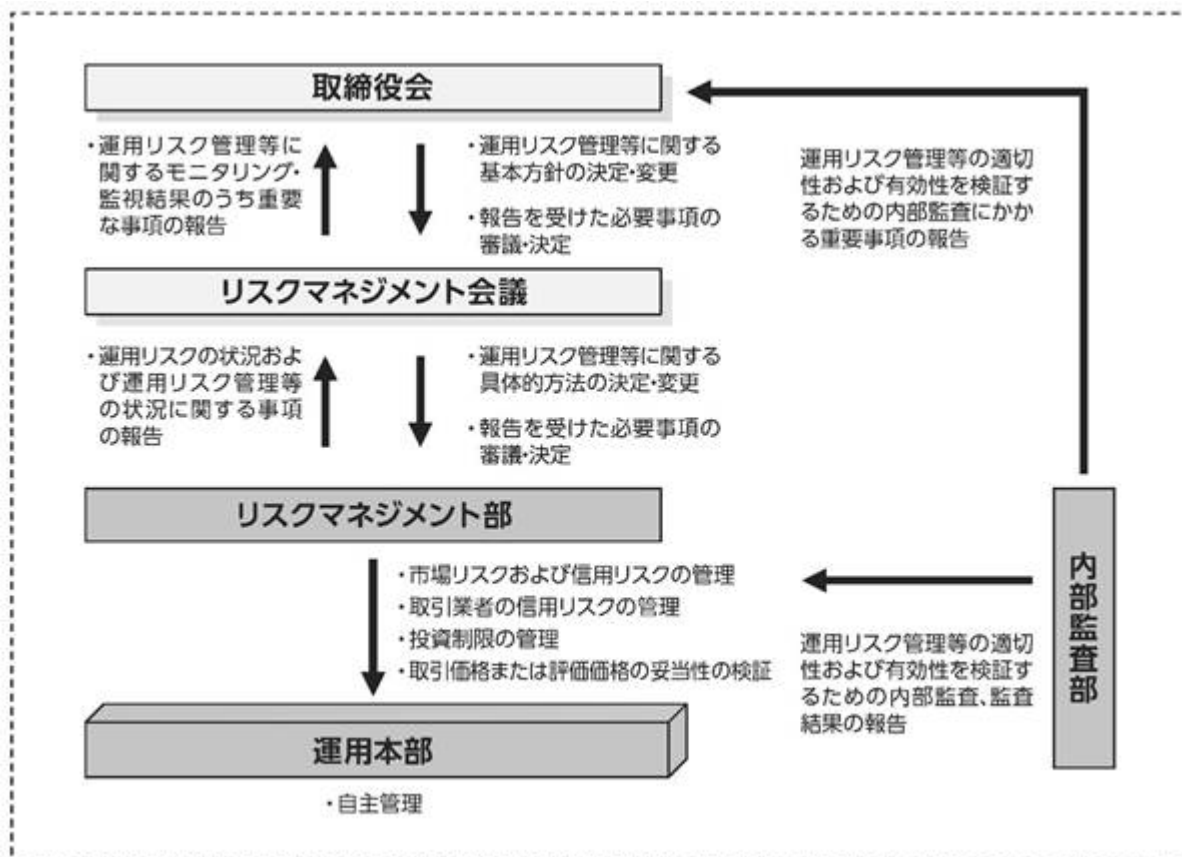 取締役会
・運用リスク管理等に
関するモニタリング・
監視結果のうち重要
な事項の報告
・運用リスク管理等に関する
基本方針の決定・変更
・報告を受けた必要事項の
審議・決定
運用リスク管理等の適切
性および有効性を検証す
るための内部監査にかか
る重要事項の報告
リスクマネジメント会議
・運用リスクの状況およ
び運用リスク管理等
の状況に関する事項
の報告
・運用リスク管理等に関する
具体的方法の決定・変更
・報告を受けた必要事項の
審議・決定
リスクマネジメント部
・市場リスクおよび信用リスクの管理
・取引業者の信用リスクの管理
・投資制限の管理
・取引価格または評価価格の妥当性の検証
運用リスク管理等の適切
性および有効性を検証す
るための内部監査、監査
結果の報告
内部監査部
運用本部
・自主管理